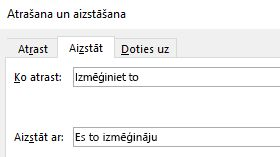 Atrašana un aizstāšana
Atrast Aizstāt Doties uz
Ko atrast: Izmēģiniet to
Aizstāt ar: Es to izmēģināju